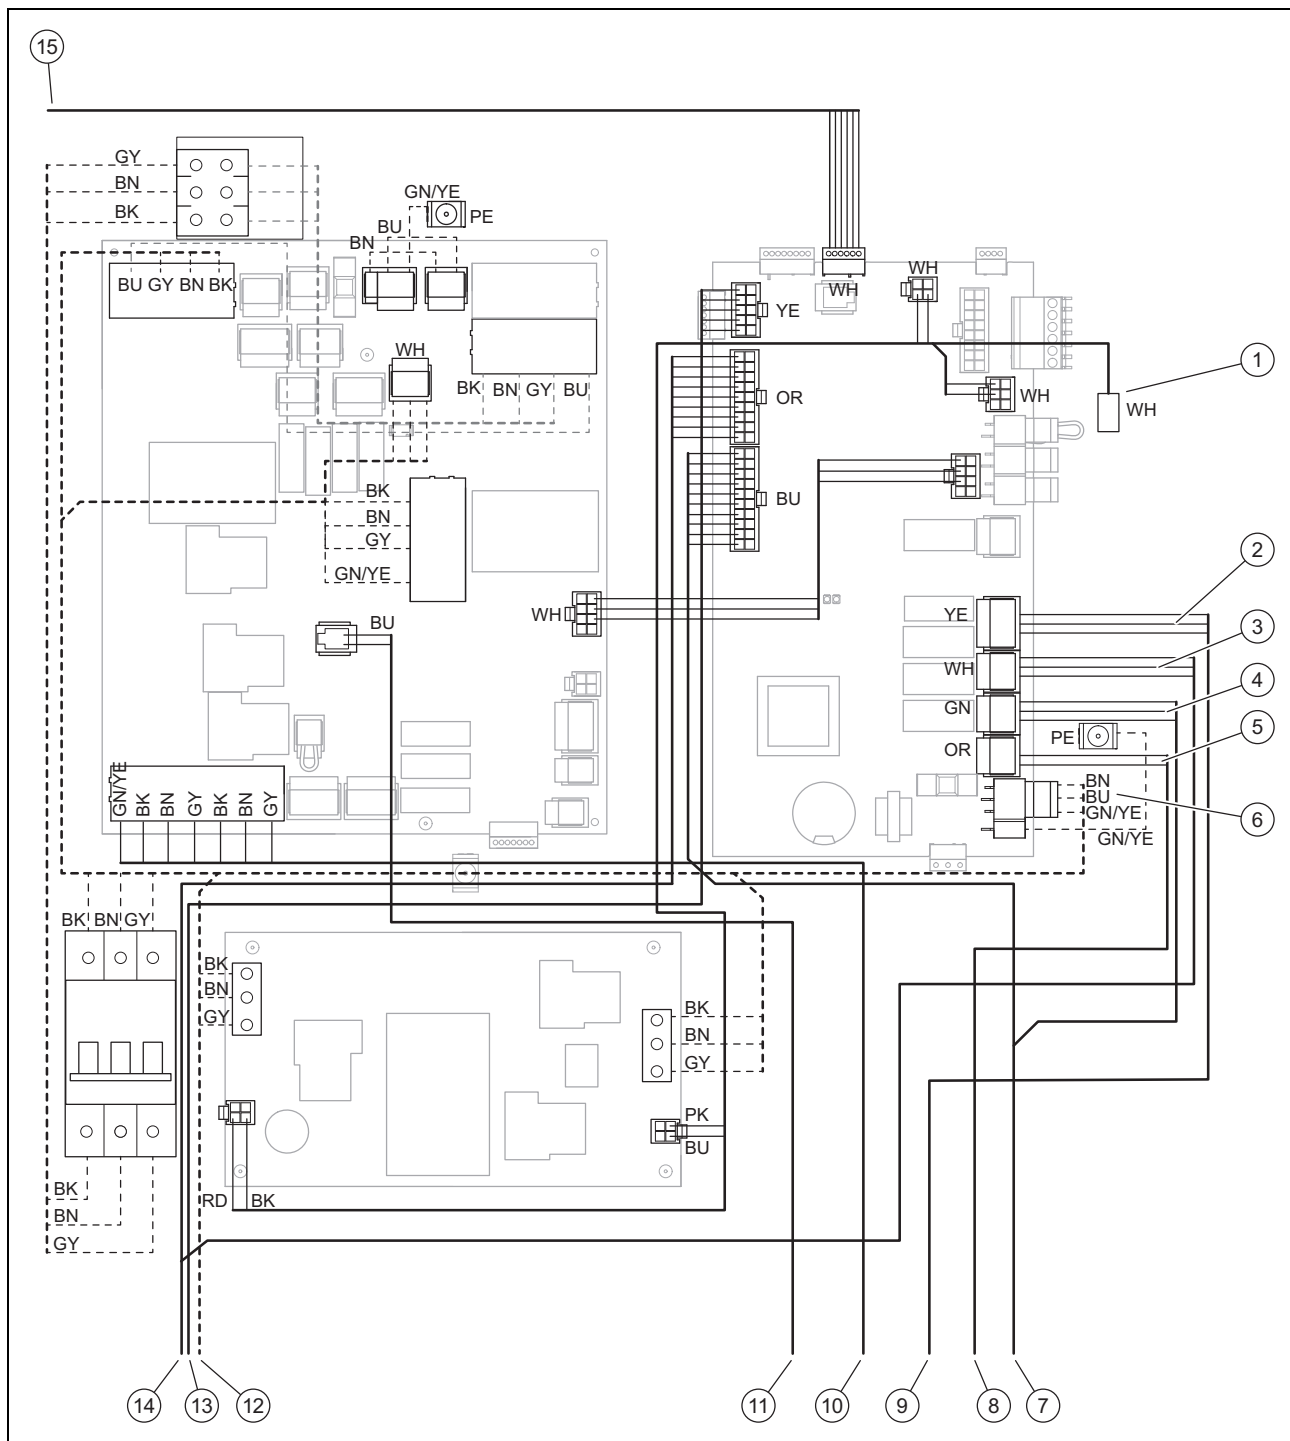 15
GY
BN
BK
GN/YE
PE
BU
BN
BU GY BN BK
WH
WH
YE
WH
BK BN GY BU
1
WH
WH
OR
BK
BN
GY
GN/YE
BU
2
WH
YE
BU
3
WH
4
GN
PE
5
OR
BN
BU
GN/YE
6
GN/YE
GN/YE BK BN GY BK BN GY
BK BN GY
BK
BN
GY
BK
BN
GY
PK
BU
BK
RD BK
BN
GY
14 13 12 11 10 9 8 7